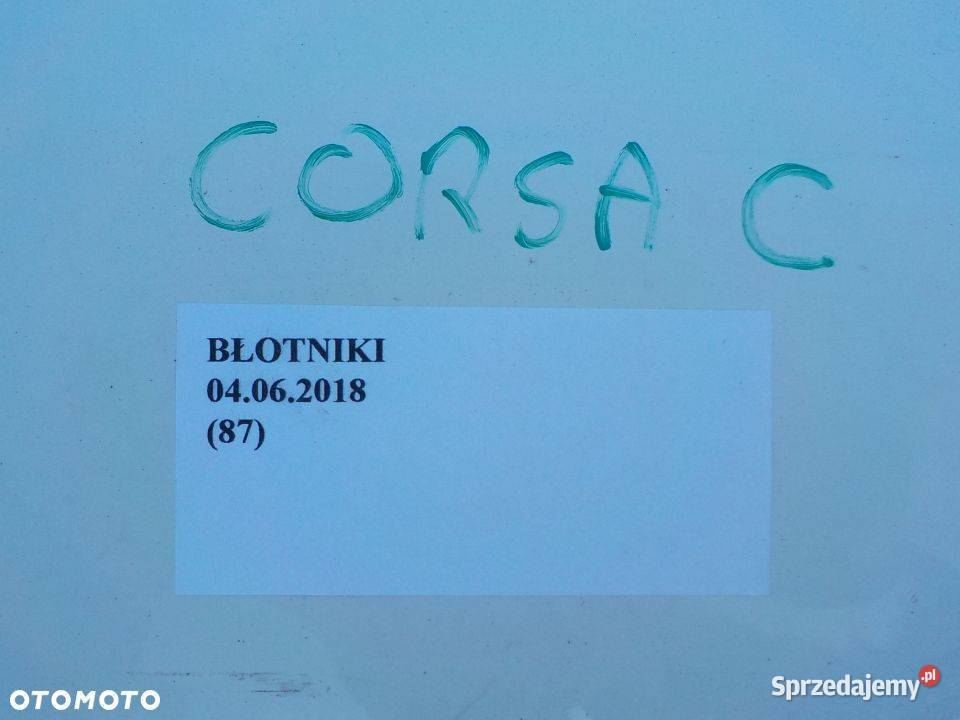 CORSA C
BŁOTNIKI
04.06.2018
(87)
OTOMOTO
Sprzedajemy.pl